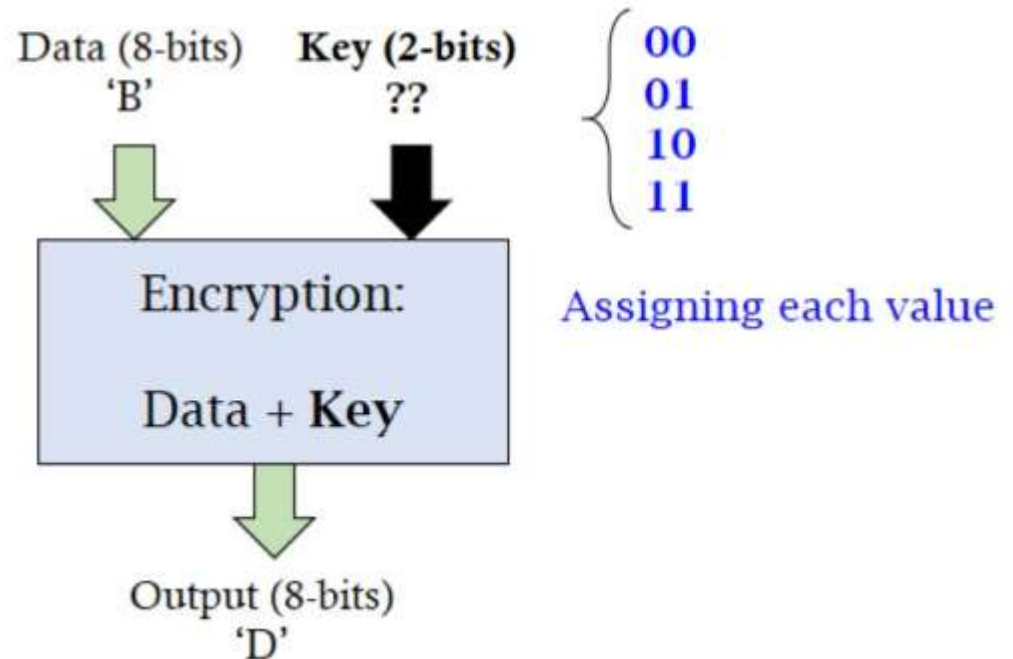 Data (8-bits)
‘B’
Key (2-bits)
??
00
01
10
11
Encryption:
Data + Key
Assigning each value
Output (8-bits)
‘D’